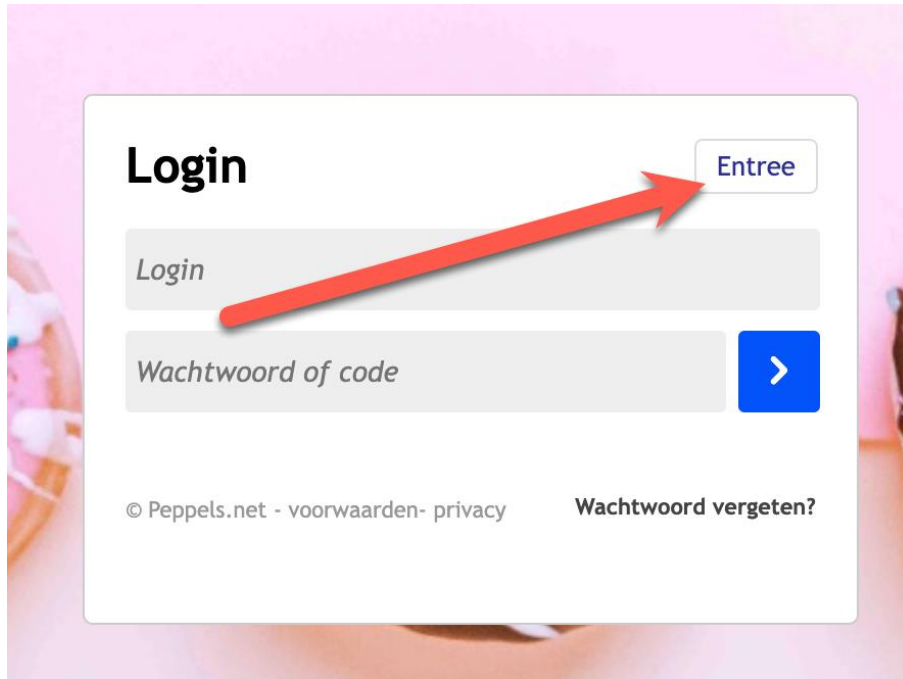 Login
Entree
Login
Wachtwoord of code
© Peppels.net - voorwaarden- privacy
Wachtwoord vergeten?